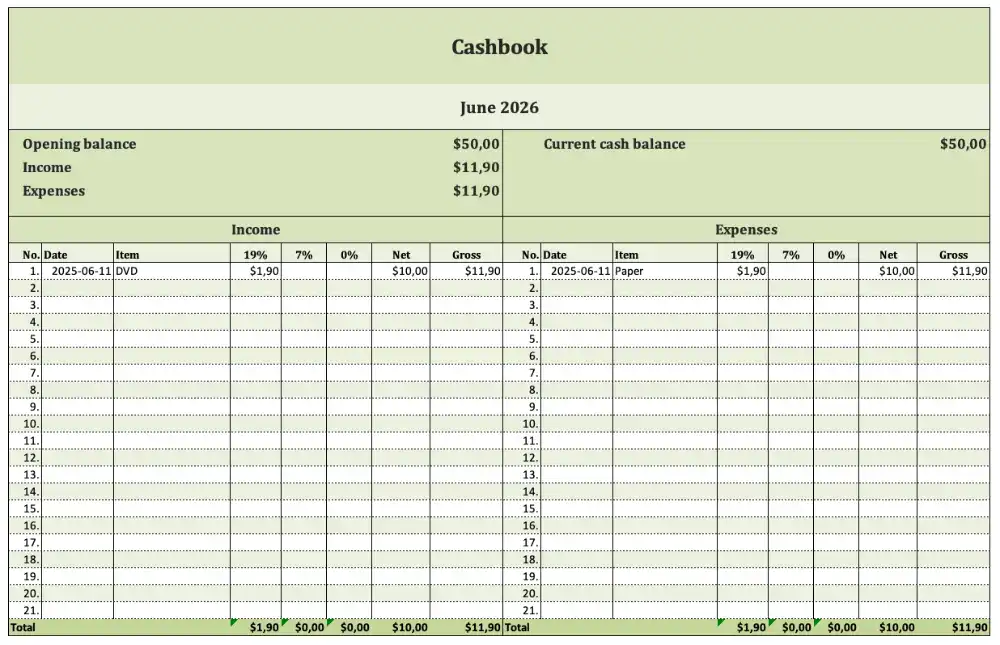 Cashbook
June 2026
Opening balance $50,00 Current cash balance $50,00
Income $11,90
Expenses $11,90
Income Expenses
No. Date Item 19% 7% 0% Net Gross No. Date Item 19% 7% 0% Net Gross
1. 2025-06-11 DVD $1,90 $10,00 $11,90 1. 2025-06-11 Paper $1,90 $10,00 $11,90
2. 2.
3. 3.
4. 4.
5. 5.
6. 6.
7. 7.
8. 8.
9. 9.
10. 10.
11. 11.
12. 12.
13. 13.
14. 14.
15. 15.
16. 16.
17. 17.
18. 18.
19. 19.
20. 20.
21. 21.
Total $1,90 $0,00 $0,00 $10,00 $11,90 Total $1,90 $0,00 $0,00 $10,00 $11,90